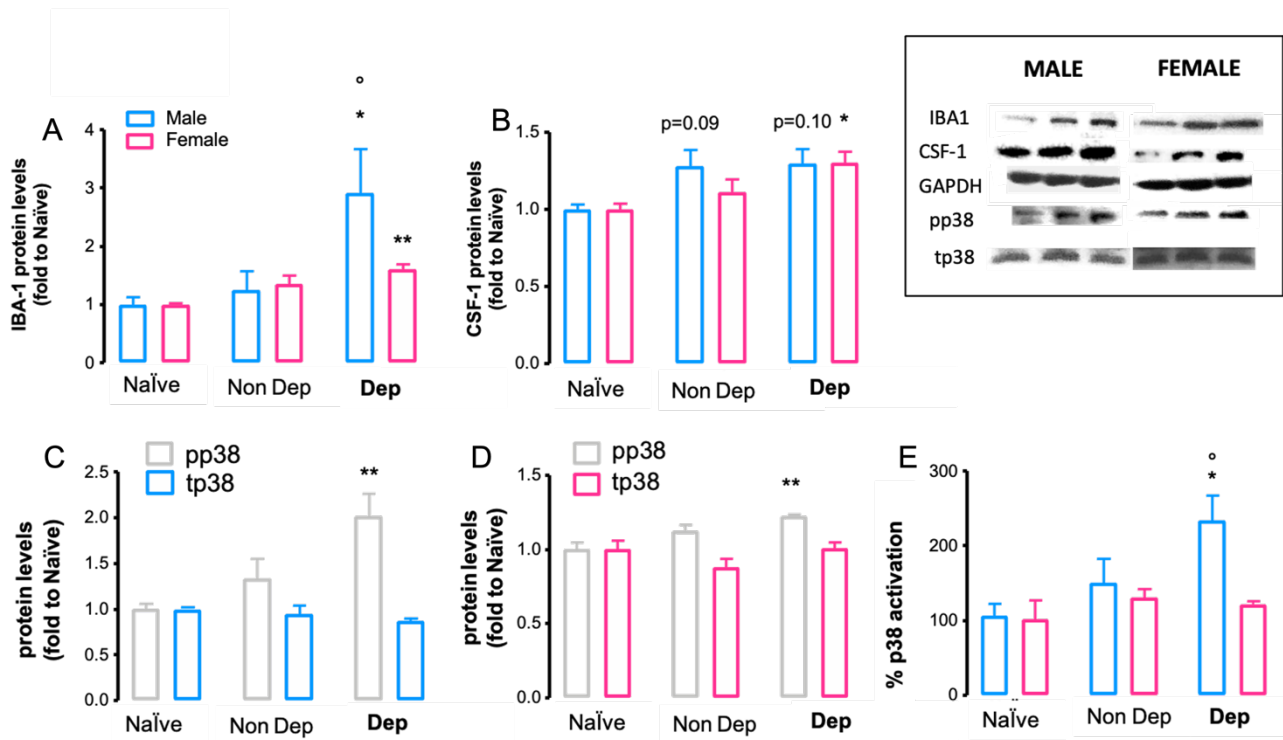 A
Male
Female
IBA-1 protein levels
(fold to Naïve)
4
3
2
1
0
°
*
**
NaÏve
Non Dep
Dep
B
CSF-1 protein levels
(fold to Naïve)
1.5
1.0
0.5
0.0
p=0.09
p=0.10
*
NaÏve
Non Dep
Dep
MALE
FEMALE
IBA1
CSF-1
GAPDH
pp38
tp38
C
pp38
tp38
protein levels
(fold to Naïve)
2.5
2.0
1.5
1.0
0.5
0.0
**
NaÏve
Non Dep
Dep
D
pp38
tp38
protein levels
(fold to Naïve)
1.5
1.0
0.5
0.0
**
NaÏve
Non Dep
Dep
E
% p38 activation
300
200
100
0
°
*
NaÏve
Non Dep
Dep